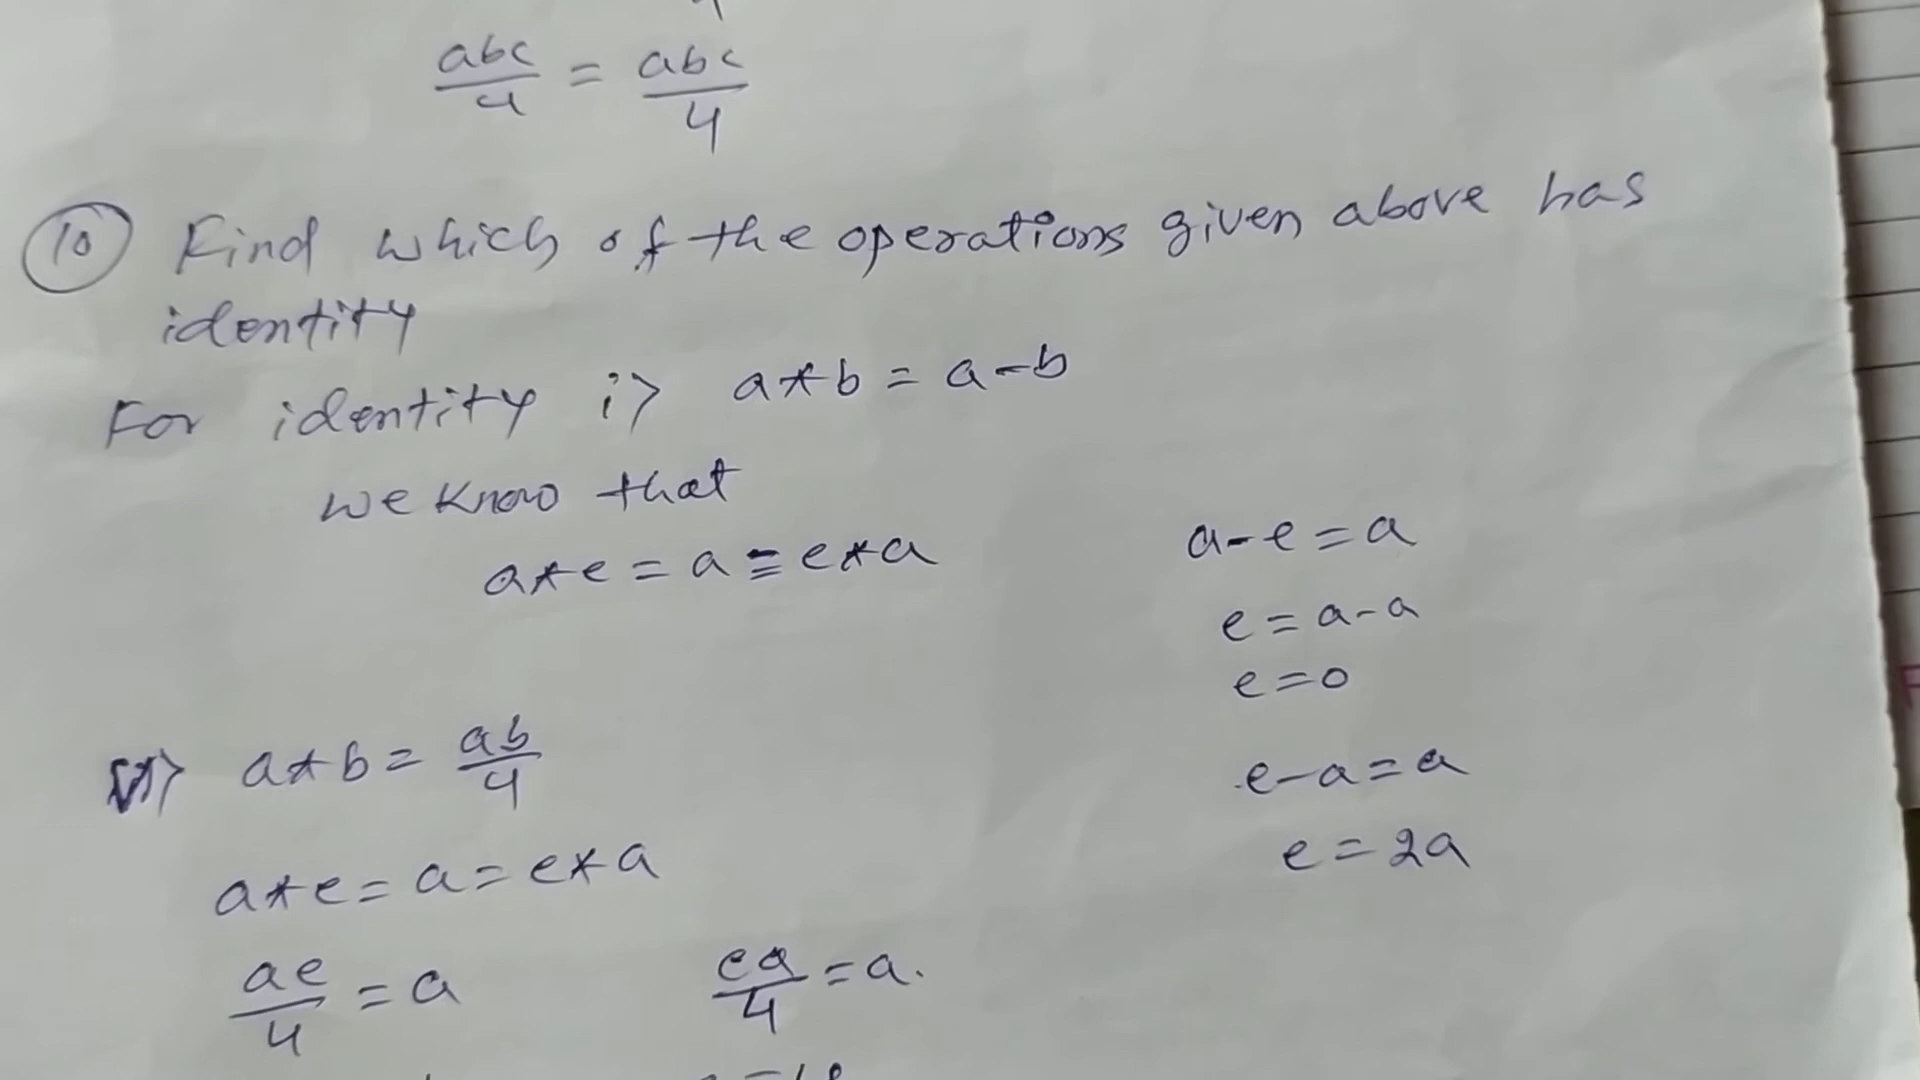 abc/4 = abc/4
10 Find which of the operations given above has
identity
For identity i> a*b = a-b
we know that
a*e = a = e*a
a-e=a
e=a-a
e=0
e-a=a
e=2a
a*b = ab/4
a*e = a = e*a
ae/4 = a ea/4 = a.